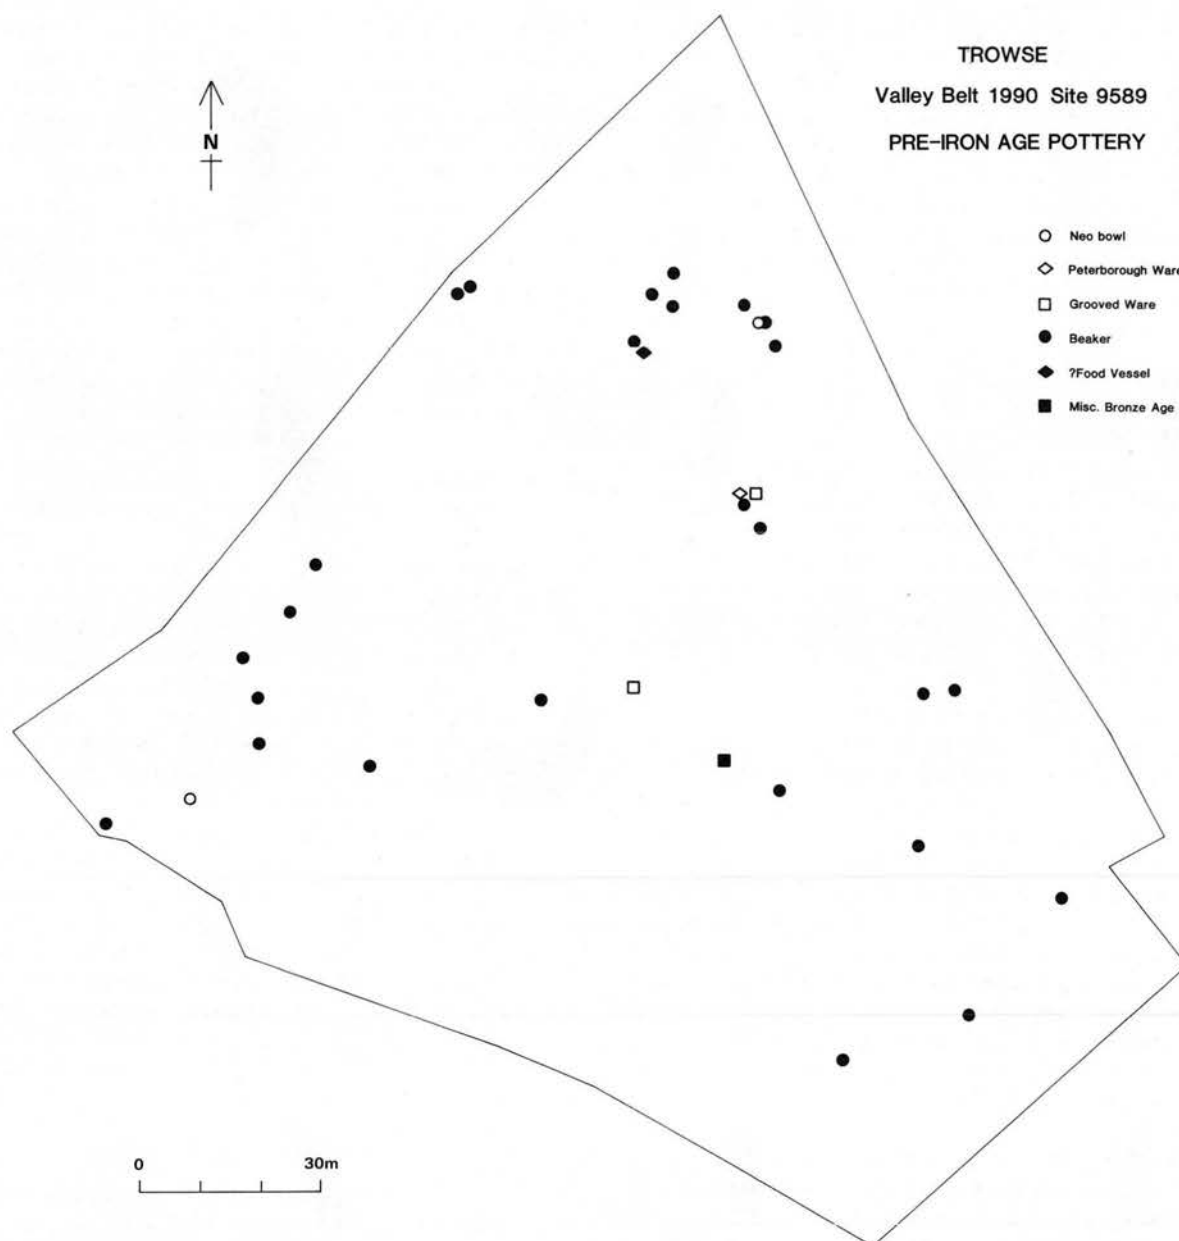 TROWSE
Valley Belt 1990 Site 9589
PRE-IRON AGE POTTERY
N
Neo bowl
Peterborough Ware
Grooved Ware
Beaker
?Food Vessel
Misc. Bronze Age
0 30m